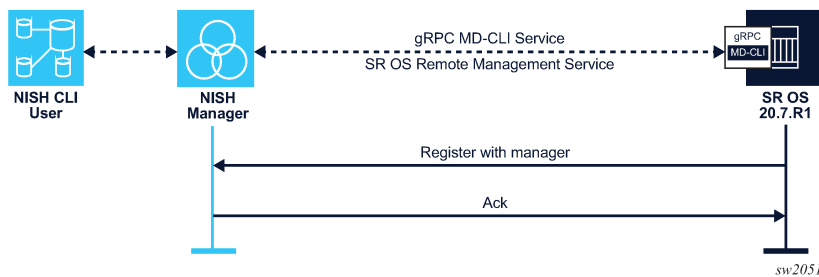 gRPC MD-CLI Service
SR OS Remote Management Service
gRPC
MD-CLI
NISH CLI
User
NISH
Manager
SR OS
20.7.R1
Register with manager
Ack
sw2051